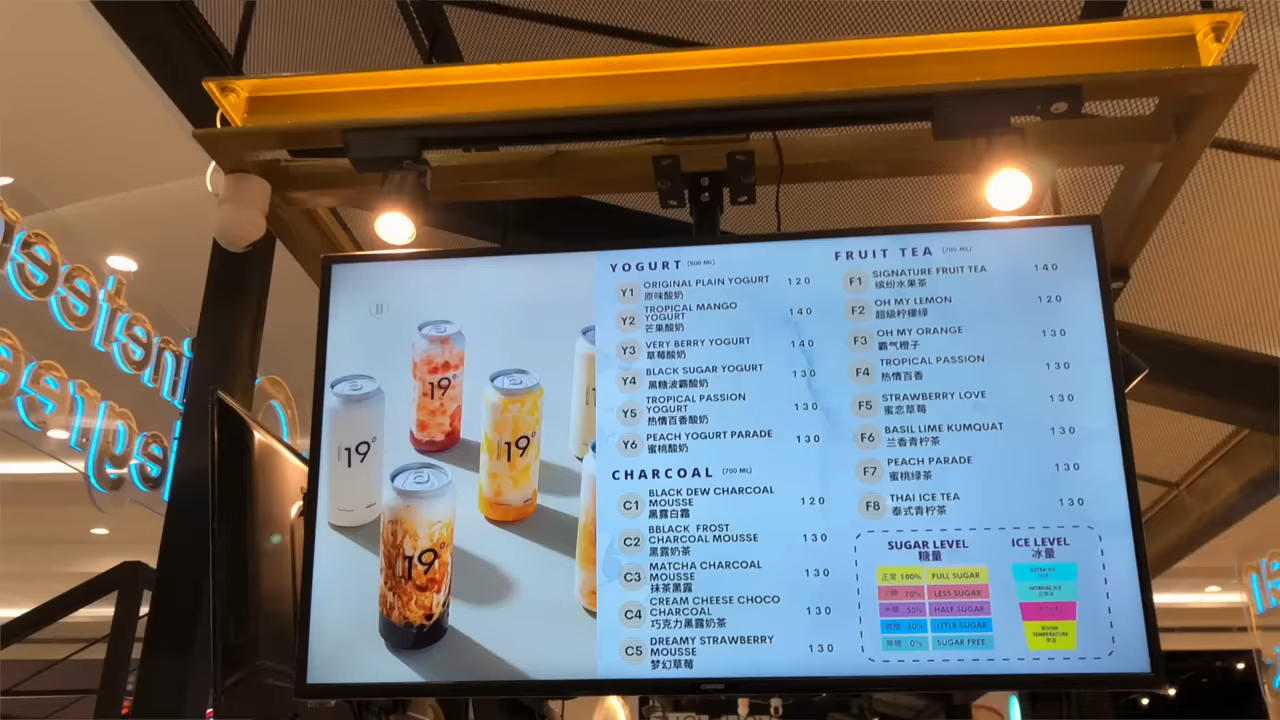 YOGURT (500 ML)
Y1 ORIGINAL PLAIN YOGURT 120
原味酸奶
Y2 TROPICAL MANGO
YOGURT 140
芒果酸奶
Y3 VERY BERRY YOGURT 140
草莓酸奶
Y4 BLACK SUGAR YOGURT 130
黑糖波霸酸奶
Y5 TROPICAL PASSION
YOGURT 130
热情百香酸奶
Y6 PEACH YOGURT PARADE 130
蜜桃酸奶
CHARCOAL (700 ML)
C1 BLACK DEW CHARCOAL
MOUSSE 120
黑露白霜
C2 BBLACK FROST
CHARCOAL MOUSSE 130
黑露奶茶
C3 MATCHA CHARCOAL
MOUSSE 130
抹茶黑露
C4 CREAM CHEESE CHOCO
CHARCOAL 130
巧克力黑露奶茶
C5 DREAMY STRAWBERRY
MOUSSE 130
梦幻草莓
FRUIT TEA (700 ML)
F1 SIGNATURE FRUIT TEA 140
缤纷水果茶
F2 OH MY LEMON 120
超级柠檬绿
F3 OH MY ORANGE 130
霸气橙子
F4 TROPICAL PASSION 130
热情百香
F5 STRAWBERRY LOVE 130
蜜恋草莓
F6 BASIL LIME KUMQUAT 130
兰香青柠茶
F7 PEACH PARADE 130
蜜桃绿茶
F8 THAI ICE TEA 130
泰式青柠茶
SUGAR LEVEL
糖量
正常 100% FULL SUGAR
70% LESS SUGAR
50% HALF SUGAR
微糖 30% LITTLE SUGAR
無糖 0% SUGAR FREE
ICE LEVEL
冰量
EXTRA ICE
NORMAL ICE
ROOM
TEMPERATURE
19°
19°
19°
19°